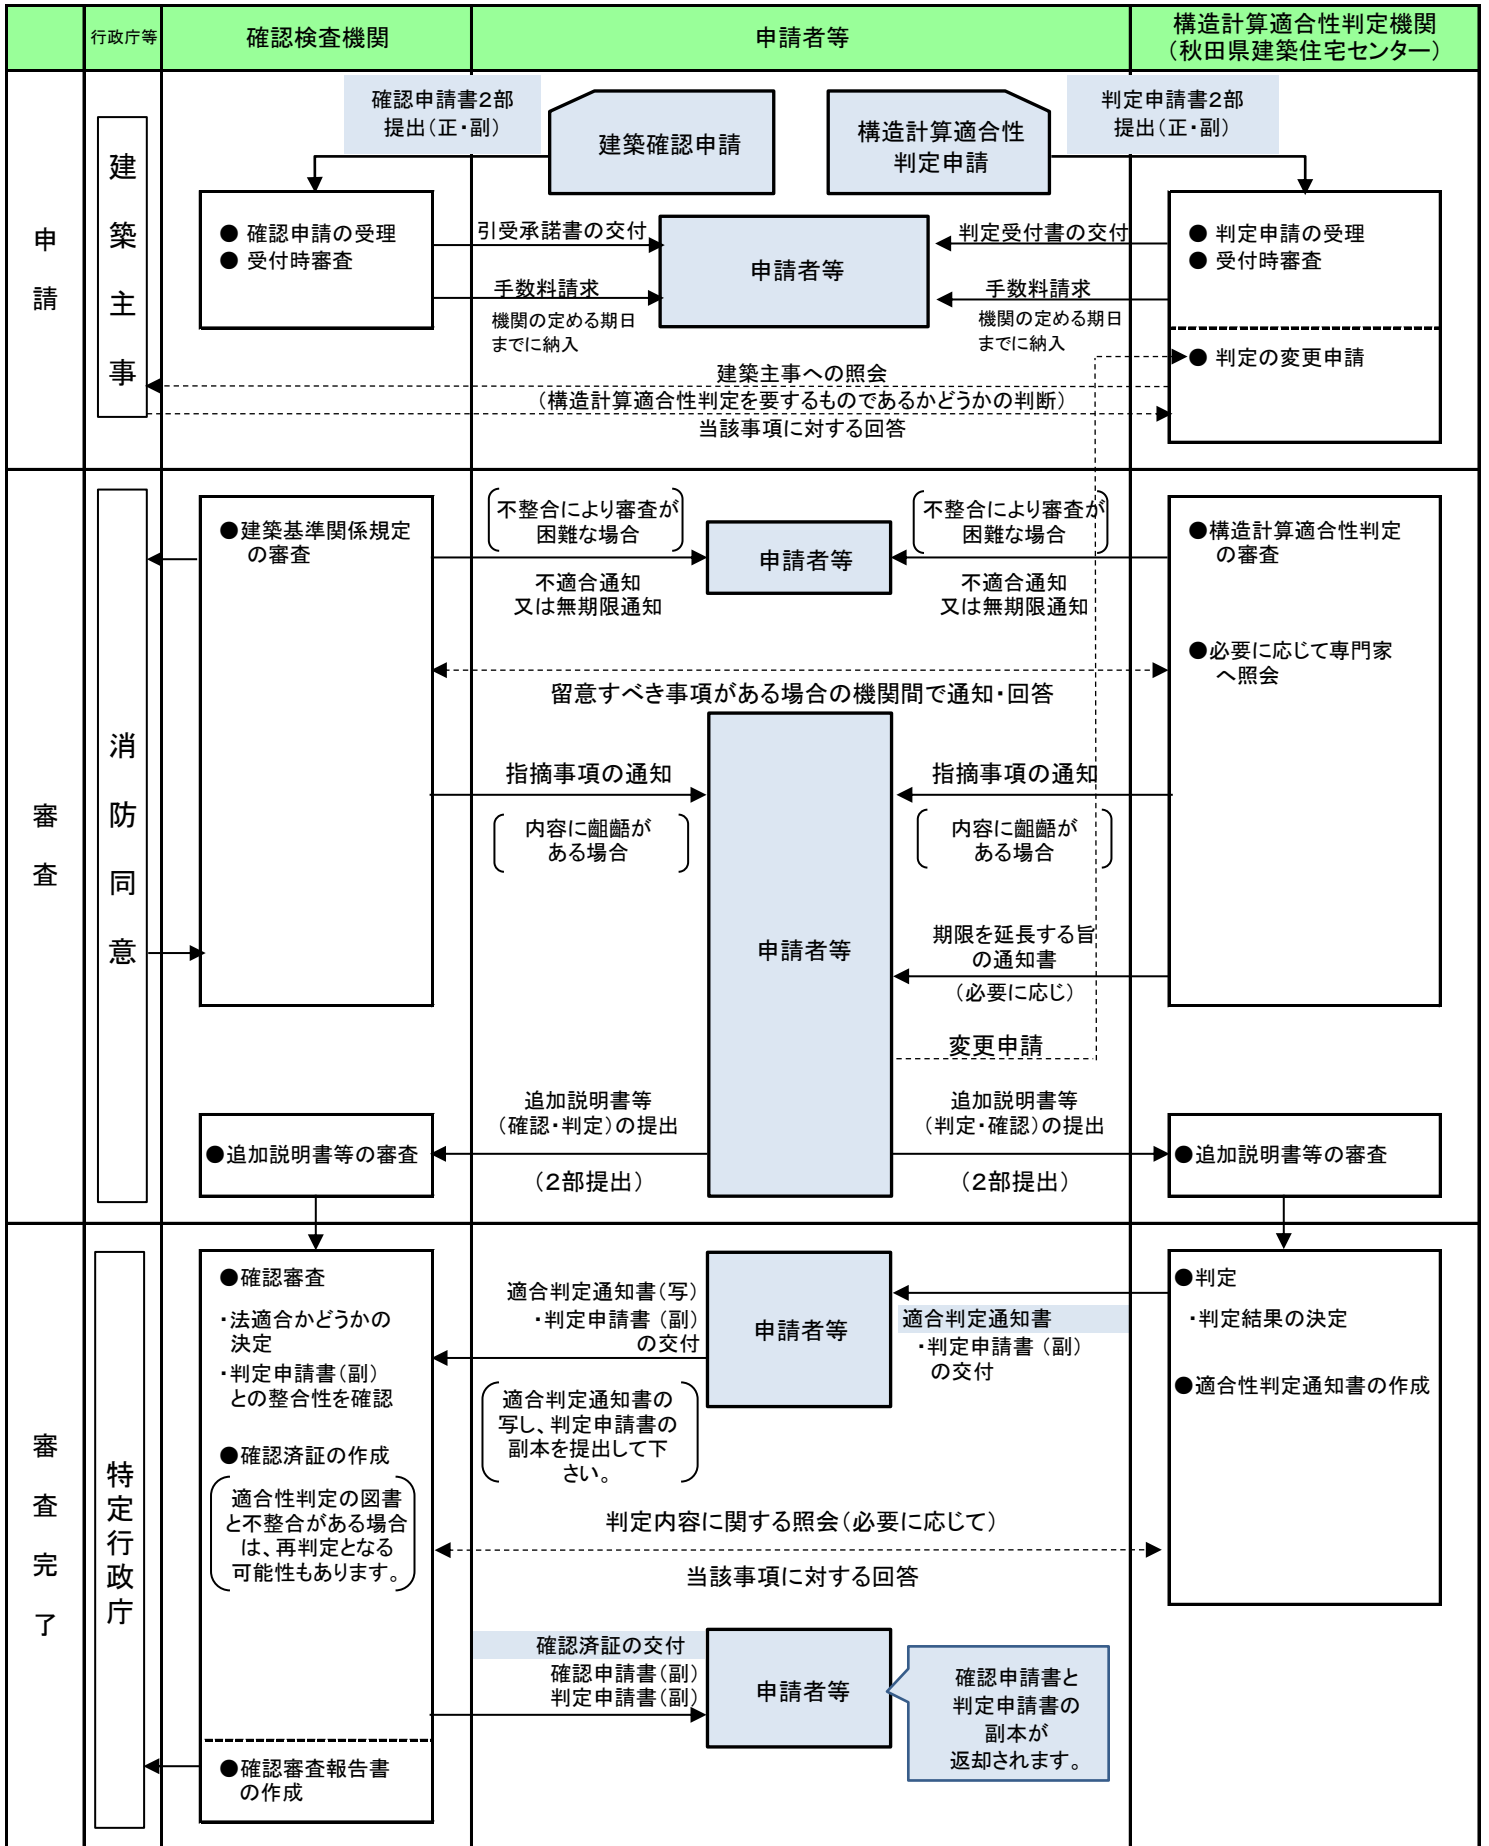 行政庁等
確認検査機関
申請者等
構造計算適合性判定機関
（秋田県建築住宅センター）
申請
建築主事
確認申請書２部
提出（正・副）
建築確認申請
構造計算適合性
判定申請
判定申請書２部
提出（正・副）
● 確認申請の受理
● 受付時審査
引受承諾書の交付
手数料請求
機関の定める期日
までに納入
申請者等
判定受付書の交付
手数料請求
機関の定める期日
までに納入
● 判定申請の受理
● 受付時審査
● 判定の変更申請
建築主事への照会
（構造計算適合性判定を要するものであるかどうかの判断）
当該事項に対する回答
審査
消防同意
●建築基準関係規定
の審査
不整合により審査が
困難な場合
不適合通知
又は無期限通知
申請者等
不整合により審査が
困難な場合
不適合通知
又は無期限通知
●構造計算適合性判定
の審査
●必要に応じて専門家
へ照会
留意すべき事項がある場合の機関間で通知・回答
指摘事項の通知
内容に齟齬が
ある場合
申請者等
指摘事項の通知
内容に齟齬が
ある場合
期限を延長する旨
の通知書
（必要に応じ）
変更申請
●追加説明書等の審査
追加説明書等
（確認・判定）の提出
（２部提出）
追加説明書等
（判定・確認）の提出
（２部提出）
●追加説明書等の審査
審査完了
特定行政庁
●確認審査
・法適合かどうかの
決定
・判定申請書（副）
との整合性を確認
●確認済証の作成
適合性判定の図書
と不整合がある場合
は、再判定となる
可能性もあります。
適合判定通知書（写）
・判定申請書 （副）
の交付
適合判定通知書の
写し、判定申請書の
副本を提出して下
さい。
申請者等
適合判定通知書
・判定申請書 （副）
の交付
●判定
・判定結果の決定
●適合性判定通知書の作成
判定内容に関する照会（必要に応じて）
当該事項に対する回答
確認済証の交付
確認申請書（副）
判定申請書（副）
申請者等
確認申請書と
判定申請書の
副本が
返却されます。
●確認審査報告書
の作成